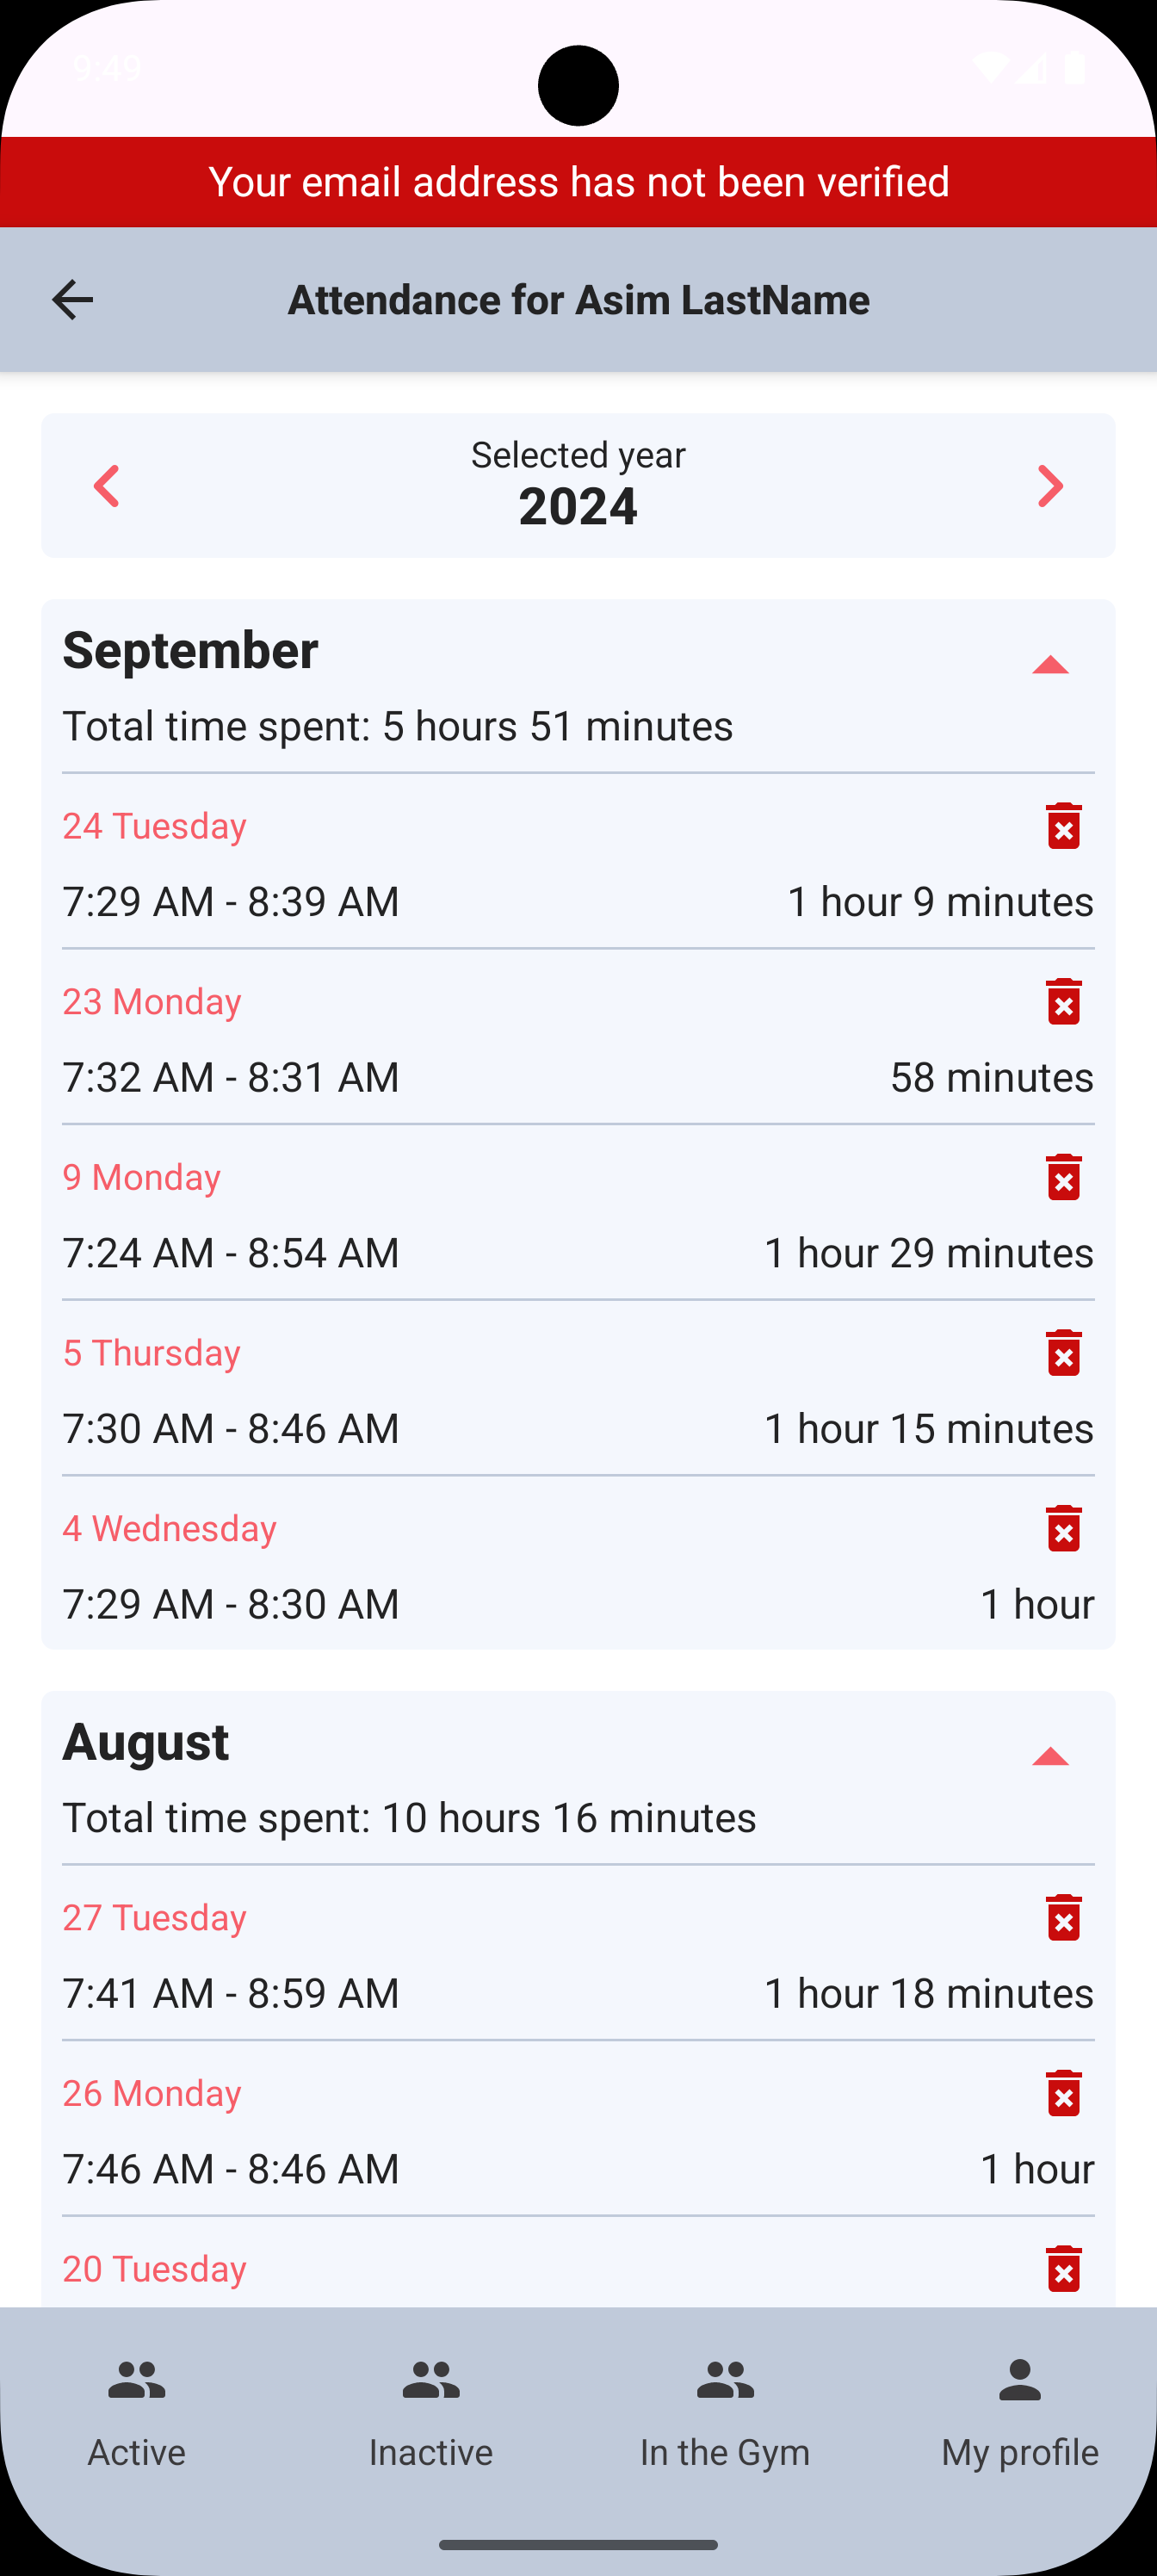 9:49
Your email address has not been verified
Attendance for Asim LastName
Selected year
2024
September
Total time spent: 5 hours 51 minutes
24 Tuesday
7:29 AM - 8:39 AM 1 hour 9 minutes
23 Monday
7:32 AM - 8:31 AM 58 minutes
9 Monday
7:24 AM - 8:54 AM 1 hour 29 minutes
5 Thursday
7:30 AM - 8:46 AM 1 hour 15 minutes
4 Wednesday
7:29 AM - 8:30 AM 1 hour
August
Total time spent: 10 hours 16 minutes
27 Tuesday
7:41 AM - 8:59 AM 1 hour 18 minutes
26 Monday
7:46 AM - 8:46 AM 1 hour
20 Tuesday
Active Inactive In the Gym My profile